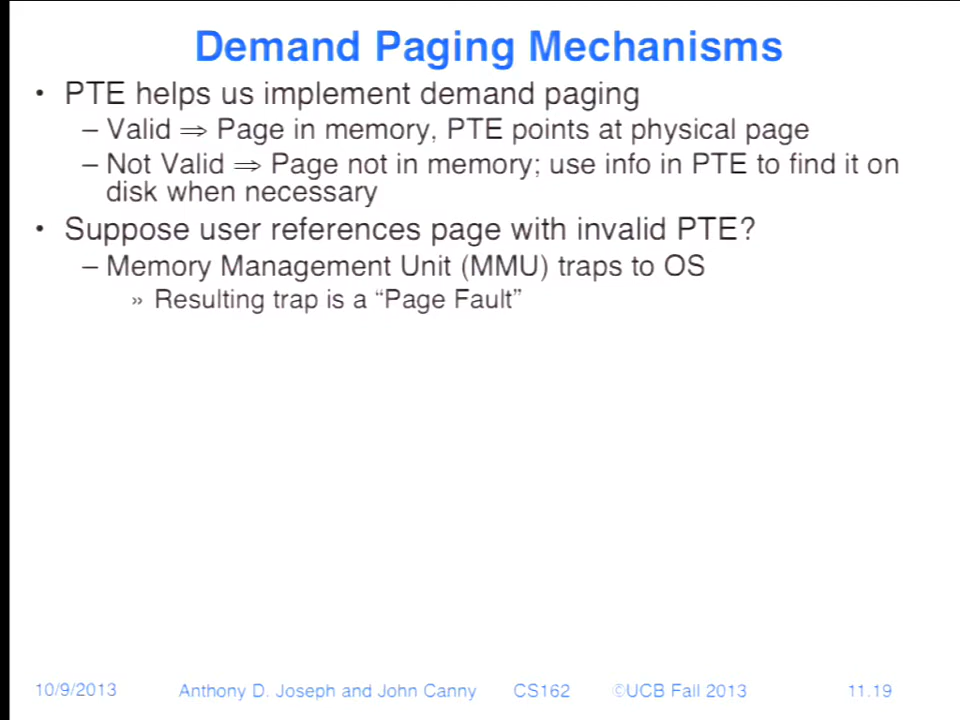 Demand Paging Mechanisms
• PTE helps us implement demand paging
– Valid ⇒ Page in memory, PTE points at physical page
– Not Valid ⇒ Page not in memory; use info in PTE to find it on
disk when necessary
• Suppose user references page with invalid PTE?
– Memory Management Unit (MMU) traps to OS
» Resulting trap is a “Page Fault”
10/9/2013 Anthony D. Joseph and John Canny CS162 ©UCB Fall 2013 11.19